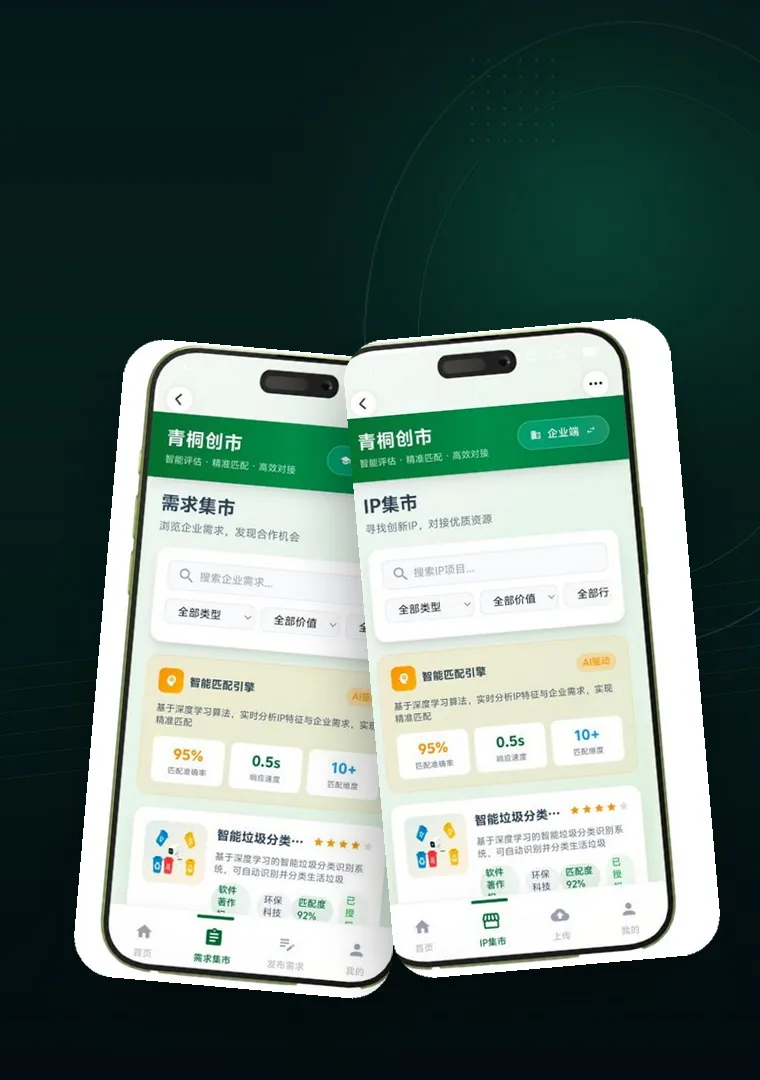 青桐创市
智能评估 · 精准匹配 · 高效对接
需求集市
浏览企业需求，发现合作机会
搜索企业需求...
全部类型
全部价值
智能匹配引擎
AI驱
基于深度学习算法，实时分析IP特征与企业需求，实现
精准匹配
95%
匹配准确率
0.5s
响应速度
10+
匹配维度
智能垃圾分类···
基于深度学习的智能垃圾分类识别系
统，可自动识别并分类生活垃圾
软件
著作
环保
科技
匹配度
92%
已
授
首页
需求集市
发布需求
我的
青桐创市
智能评估 · 精准匹配 · 高效对接
企业端
IP集市
寻找创新IP，对接优质资源
搜索IP项目...
全部类型
全部价值
全部行
智能匹配引擎
AI驱动
基于深度学习算法，实时分析IP特征与企业需求，实现
精准匹配
95%
匹配准确率
0.5s
响应速度
10+
匹配维度
智能垃圾分类···
基于深度学习的智能垃圾分类识别系
统，可自动识别并分类生活垃圾
软件
著作
环保
科技
匹配度
92%
已
授
首页
IP集市
上传
我的